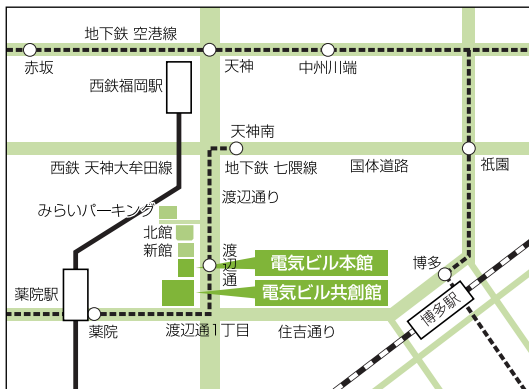 地下鉄 空港線
赤坂
天神
中州川端
西鉄福岡駅
天神南
西鉄 天神大牟田線
地下鉄 七隈線
国体道路
祇園
渡辺通り
みらいパーキング
北館
新館
渡辺通
電気ビル本館
電気ビル共創館
博多
博多駅
薬院駅
薬院
渡辺通1丁目
住吉通り